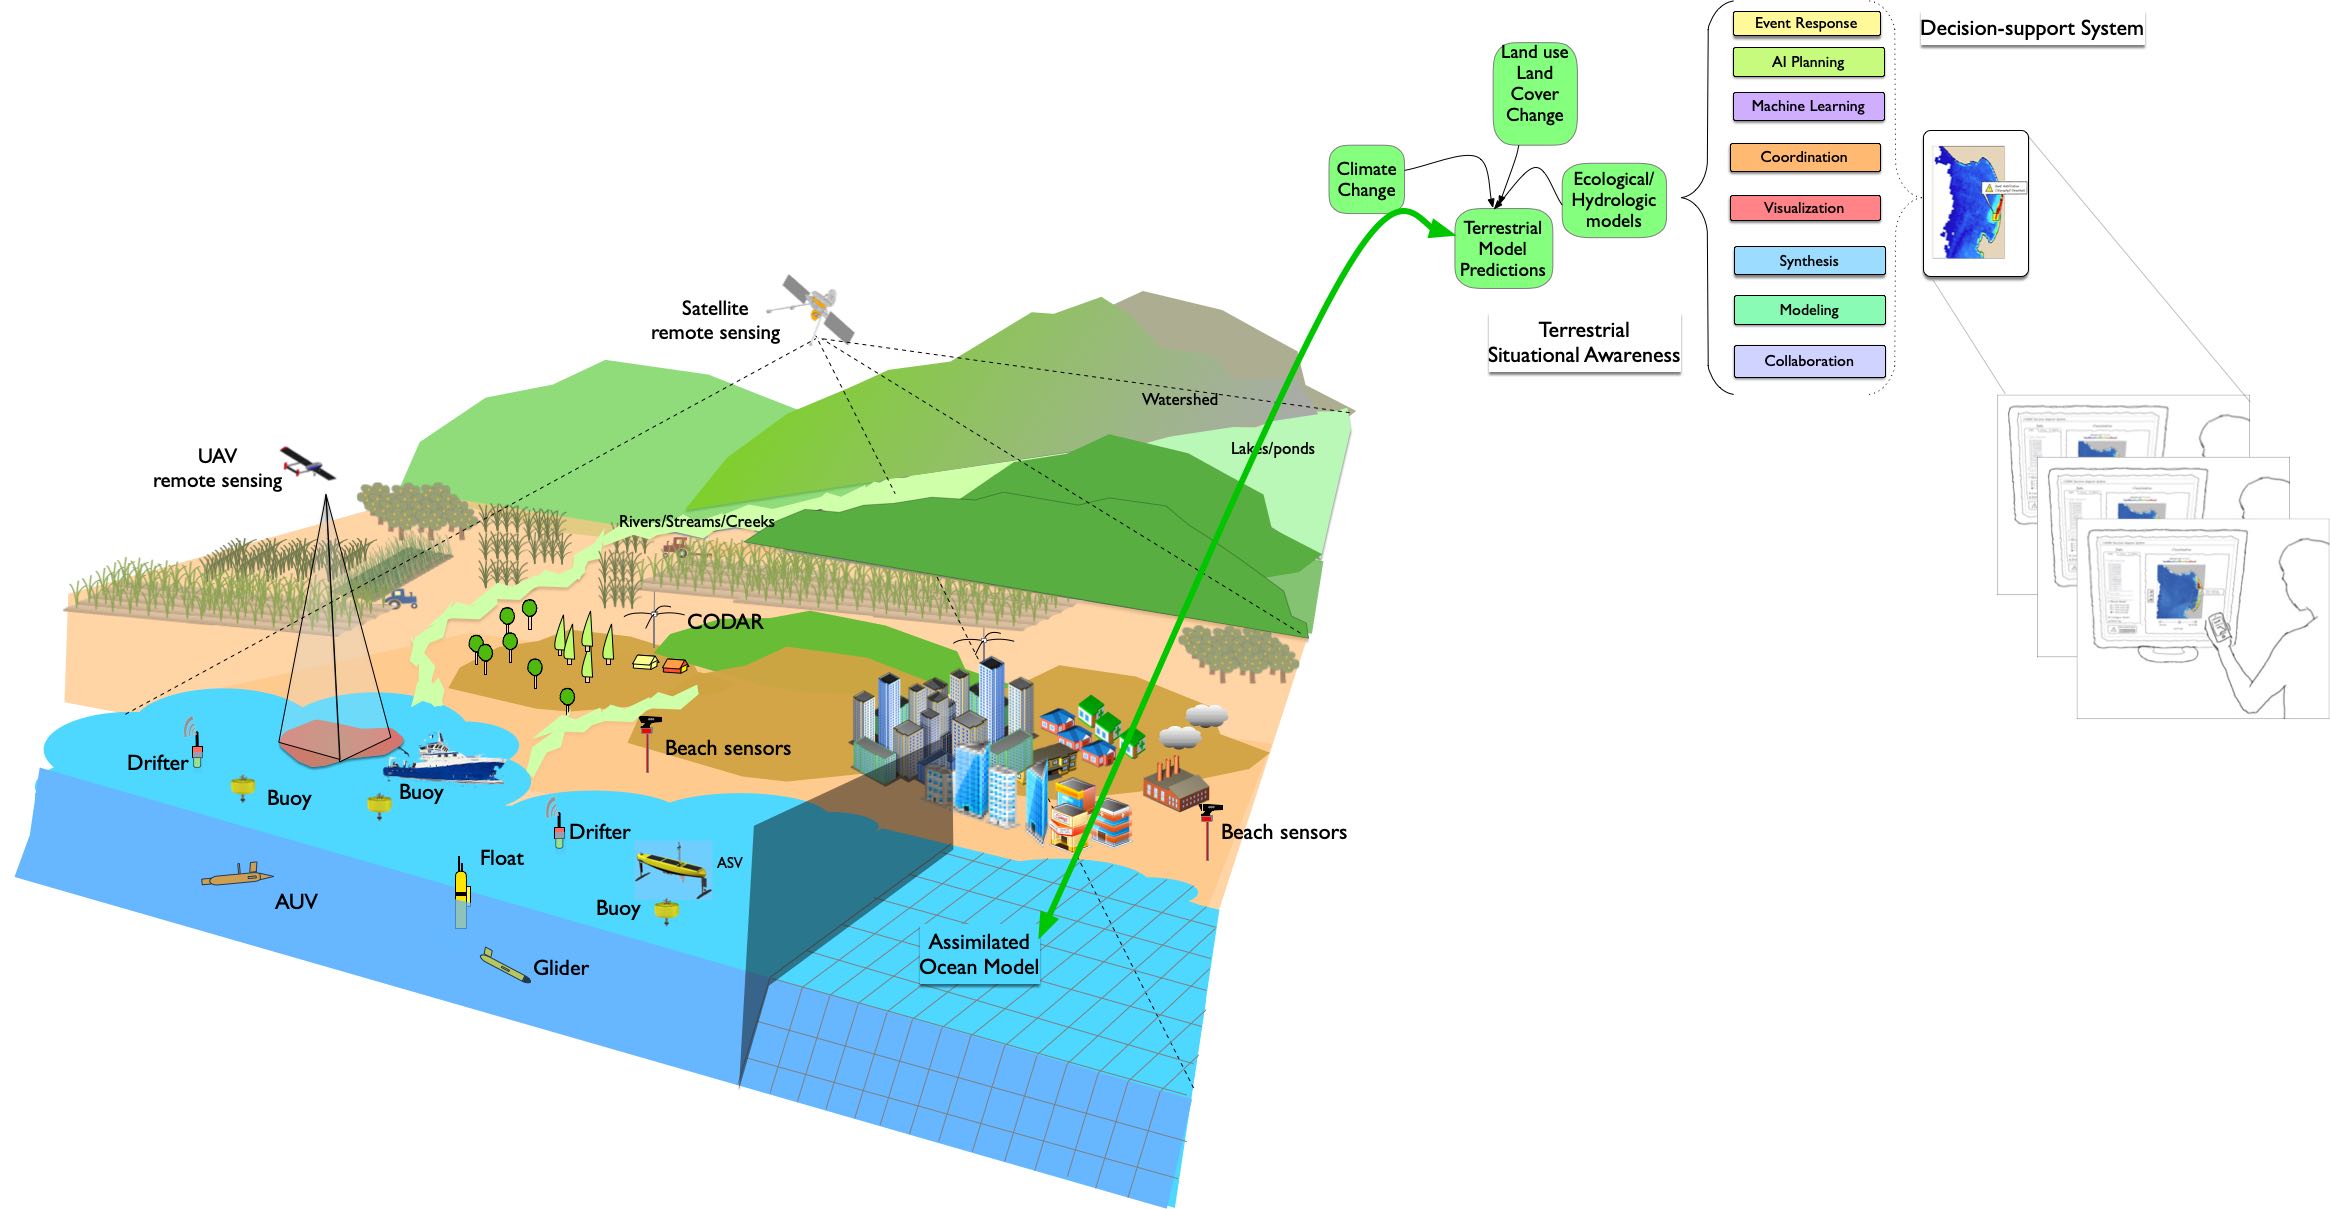 Event Response
Decision-support System
AI Planning
Machine Learning
Coordination
Visualization
Synthesis
Modeling
Collaboration
Land use
Land
Cover
Change
Climate
Change
Ecological/
Hydrologic
models
Terrestrial
Model
Predictions
Terrestrial
Situational Awareness
Satellite
remote sensing
Watershed
Lakes/ponds
UAV
remote sensing
Rivers/Streams/Creeks
CODAR
Beach sensors
Drifter
Buoy
Buoy
Drifter
Beach sensors
Float
ASV
AUV
Buoy
Assimilated
Ocean Model
Glider